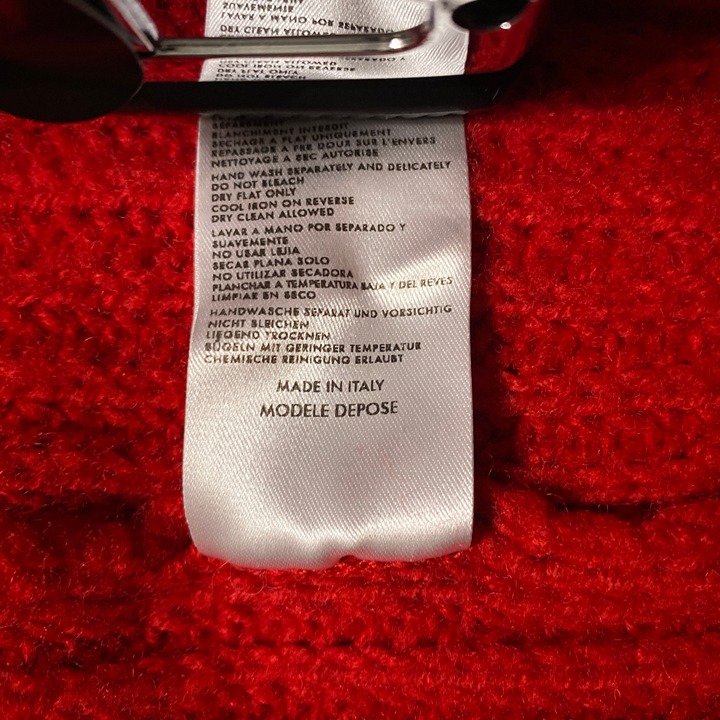 BLANCHIMENT INTERDIT
SECHAGE A PLAT UNIQUEMENT
REPASSAGE A FER DOUX SUR L'ENVERS
NETTOYAGE A SEC AUTORISE
HAND WASH SEPARATELY AND DELICATELY
DO NOT BLEACH
DRY FLAT ONLY
COOL IRON ON REVERSE
DRY CLEAN ALLOWED
LAVAR A MANO POR SEPARADO Y
SUAVEMENTE
NO USAR LEJIA
SECAR PLANA SOLO
NO UTILIZAR SECADORA
PLANCHAR A TEMPERATURA BAJA Y DEL REVES
LIMPIAR EN SECO
HANDWASCHE SEPARAT UND VORSICHTIG
NICHT BLEICHEN
LIEGEND TROCKNEN
BÜGELN MIT GERINGER TEMPERATUR
CHEMISCHE REINIGUNG ERLAUBT
MADE IN ITALY
MODELE DEPOSE